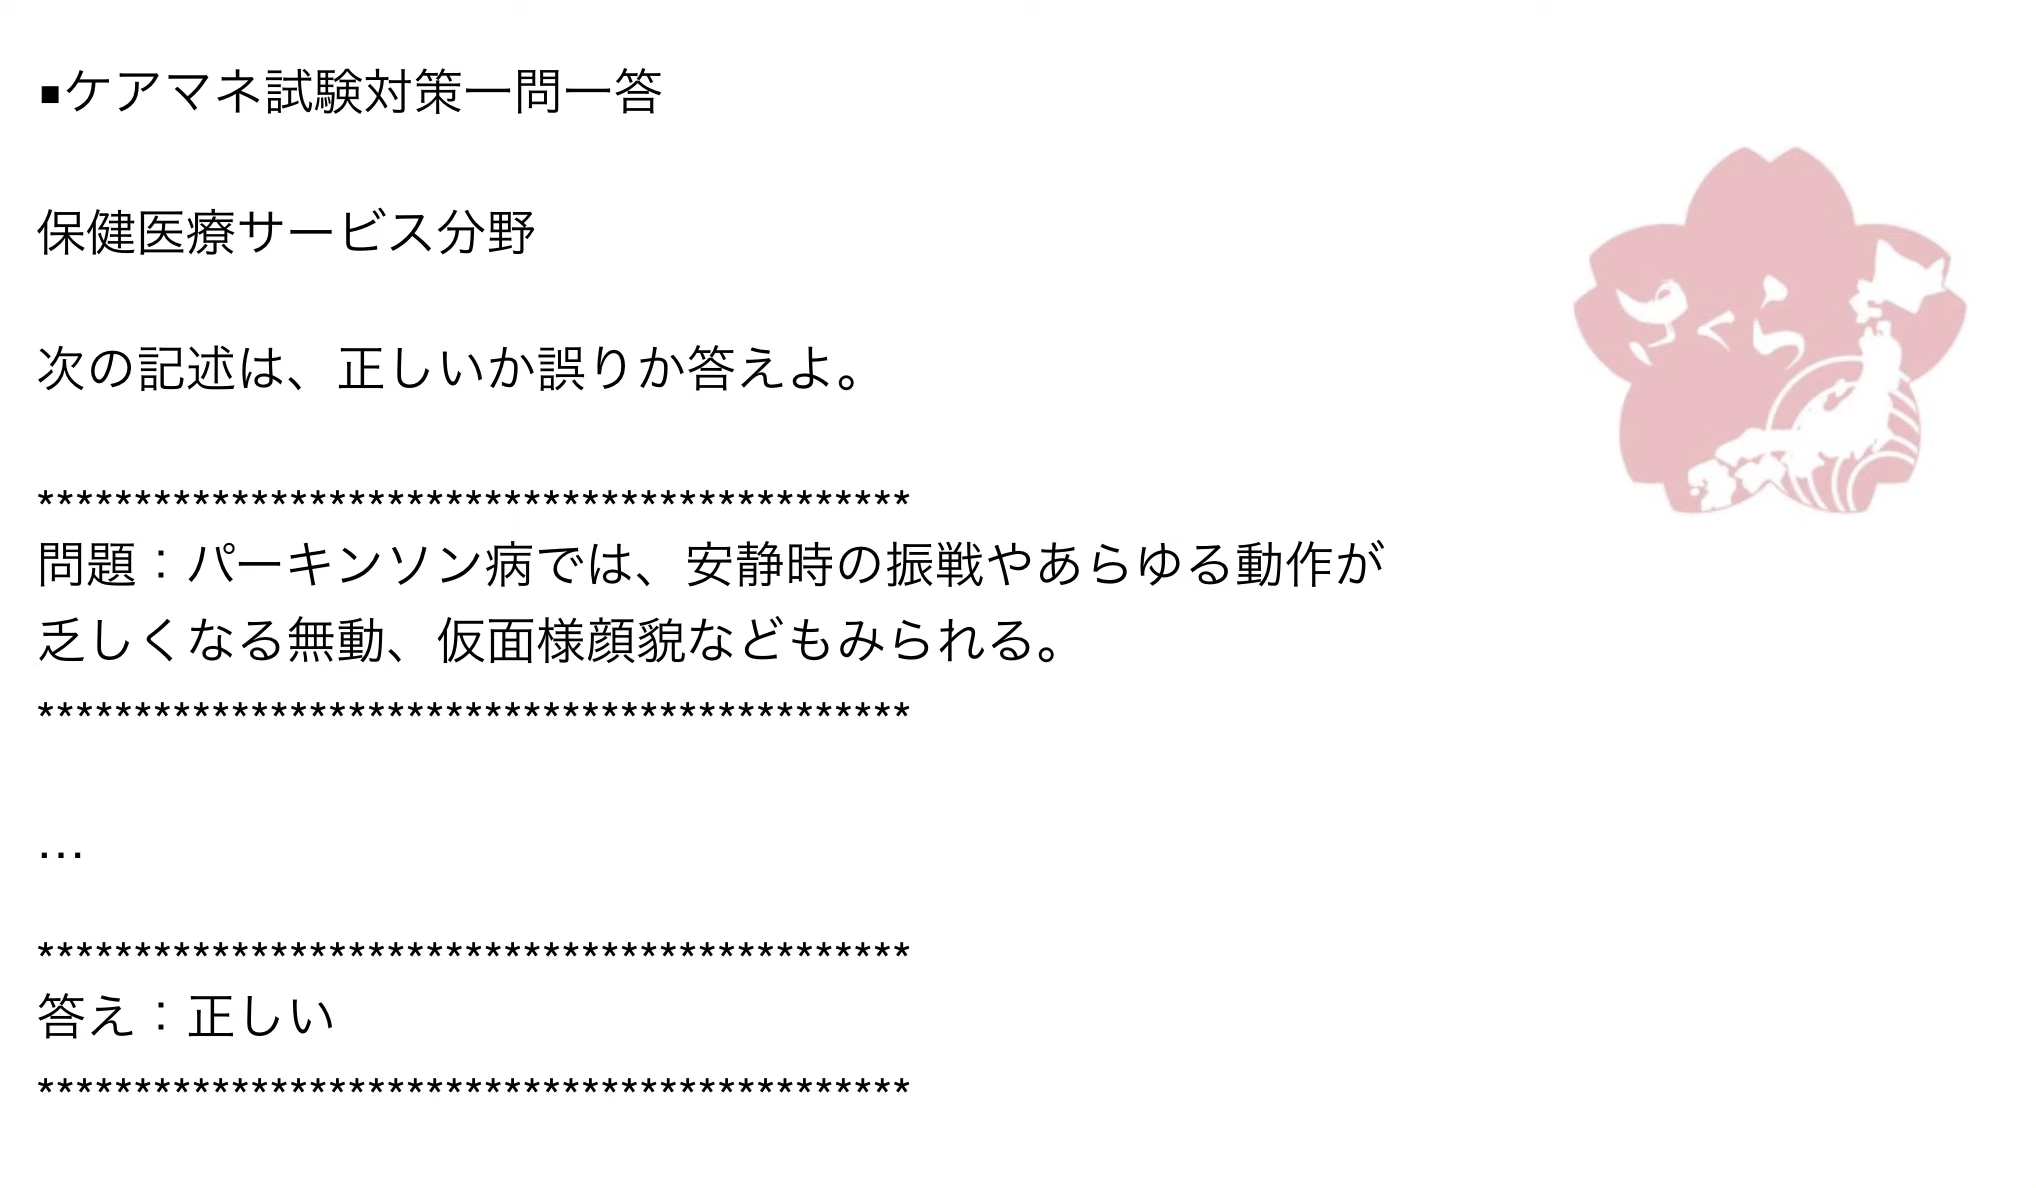 ▪ケアマネ試験対策一問一答
保健医療サービス分野
次の記述は、正しいか誤りか答えよ。
*********************************************
問題：パーキンソン病では、安静時の振戦やあらゆる動作が
乏しくなる無動、仮面様顔貌などもみられる。
*********************************************
…
*********************************************
答え：正しい
*********************************************
さくら